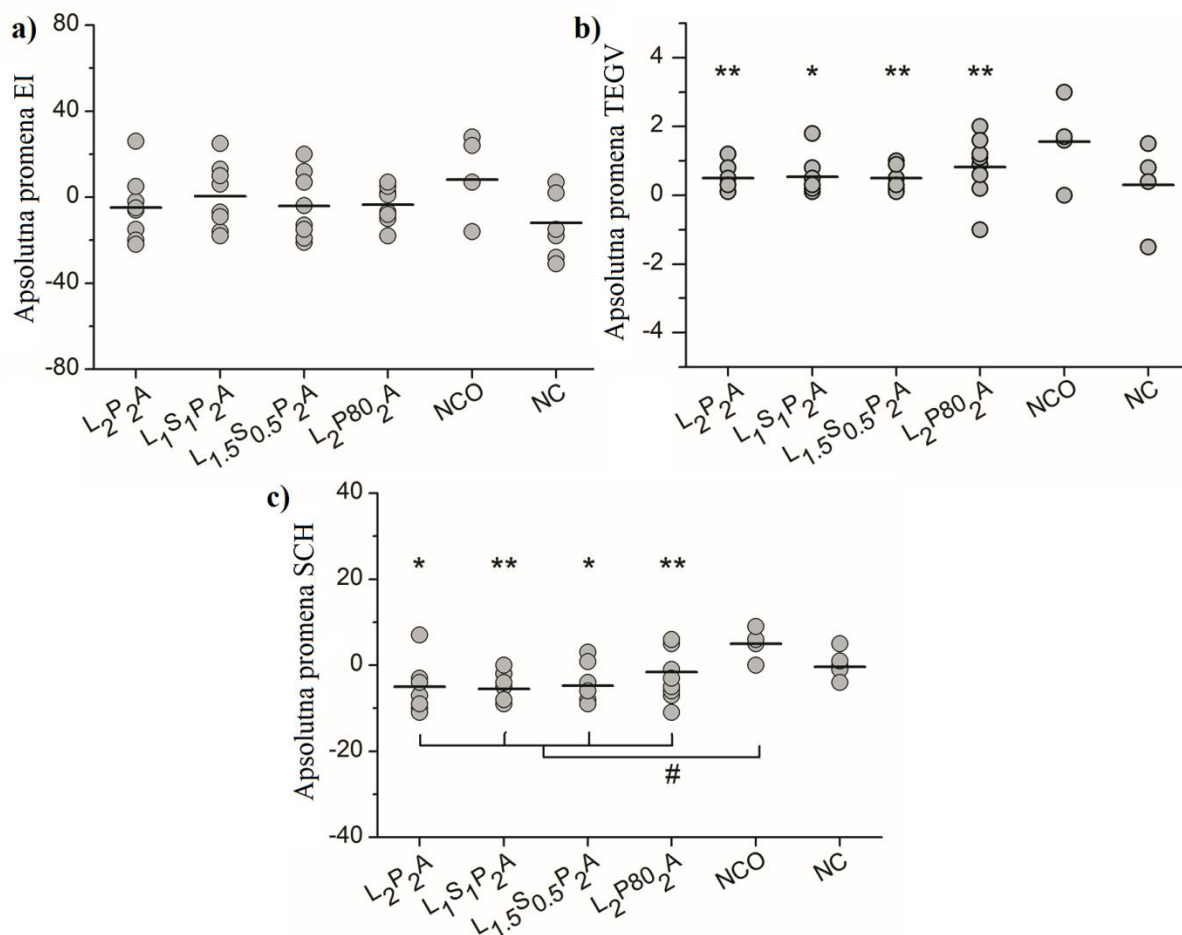 a)
Apsolutna promena EI
80
40
0
-40
-80
L2P2A
L1S1P2A
L1.5S0.5P2A
L2P802A
NCO
NC
b)
Apsolutna promena TEGV
4
2
0
-2
-4
** * ** **
L2P2A
L1S1P2A
L1.5S0.5P2A
L2P802A
NCO
NC
c)
Apsolutna promena SCH
40
20
0
-20
-40
* ** * **
#
L2P2A
L1S1P2A
L1.5S0.5P2A
L2P802A
NCO
NC